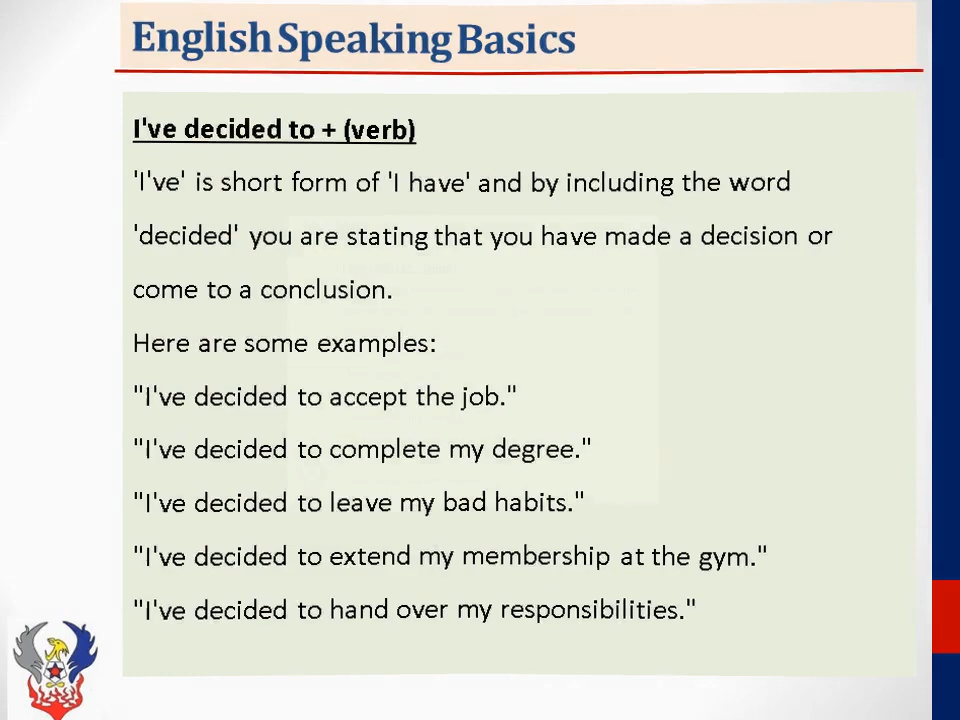 English Speaking Basics
I've decided to + (verb)
'I've' is short form of 'I have' and by including the word
'decided' you are stating that you have made a decision or
come to a conclusion.
Here are some examples:
"I've decided to accept the job."
"I've decided to complete my degree."
"I've decided to leave my bad habits."
"I've decided to extend my membership at the gym."
"I've decided to hand over my responsibilities."